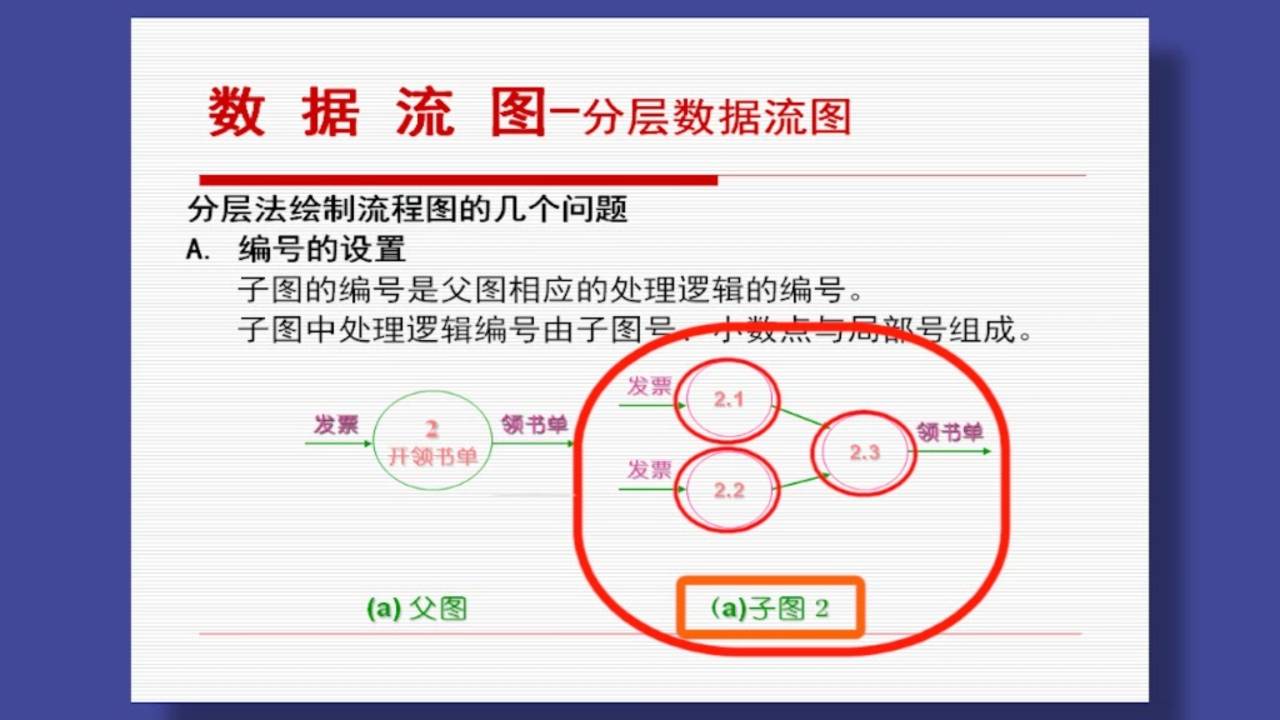 数 据 流 图-分层数据流图
分层法绘制流程图的几个问题
A. 编号的设置
子图的编号是父图相应的处理逻辑的编号。
子图中处理逻辑编号由子图号、小数点与局部号组成。
发票
2
开领书单
领书单
发票
2.1
发票
2.2
2.3
领书单
(a) 父图
(a)子图 2